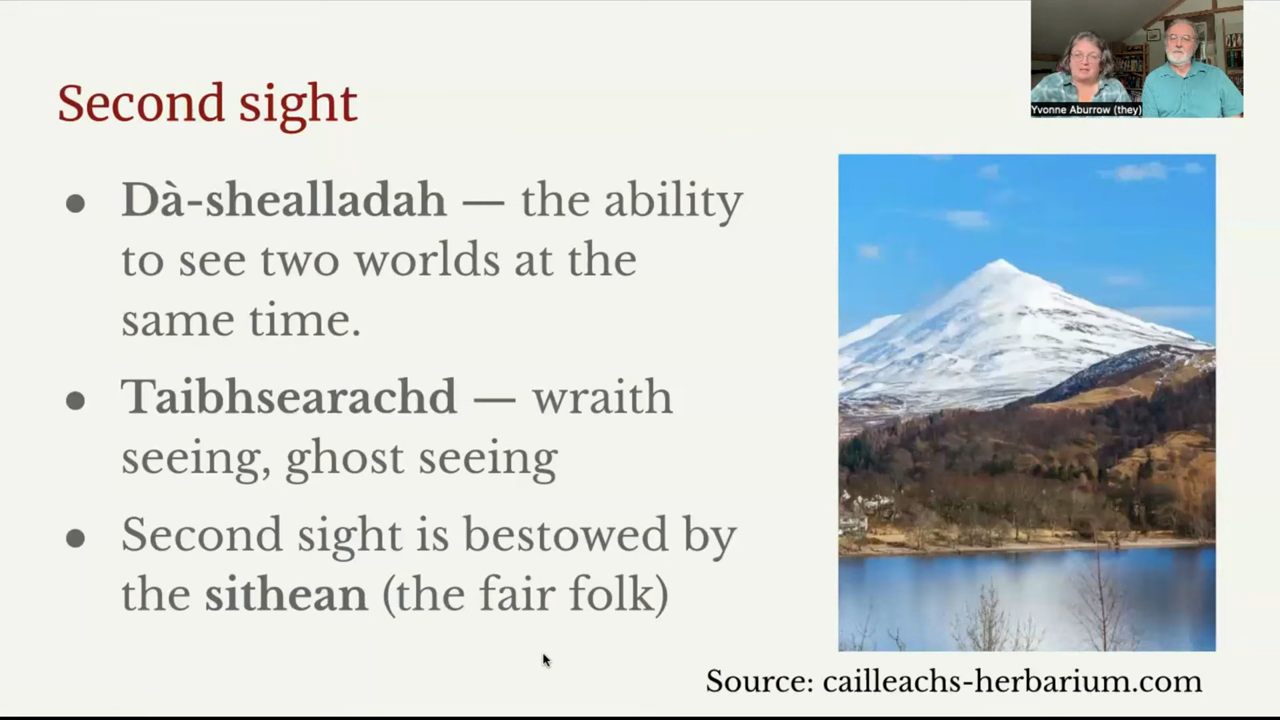 Second sight
Yvonne Aburrow (they)
● Dà-shealladah — the ability
to see two worlds at the
same time.
● Taibhsearachd — wraith
seeing, ghost seeing
● Second sight is bestowed by
the sithean (the fair folk)
Source: cailleachs-herbarium.com